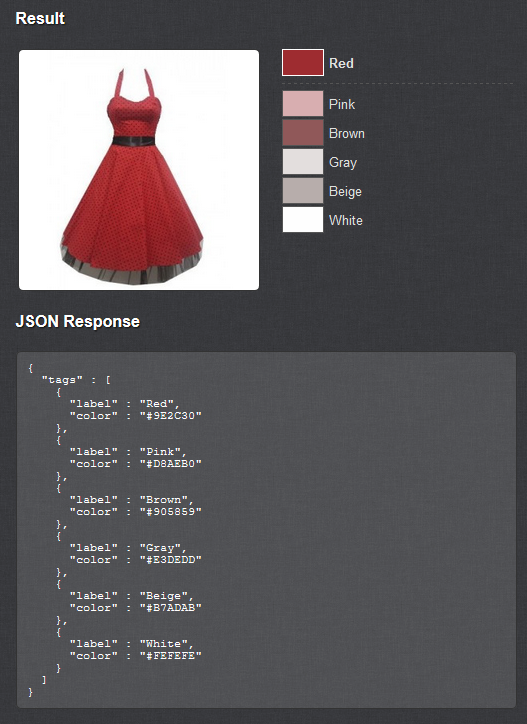 Result
Red
Pink
Brown
Gray
Beige
White
JSON Response
{
  "tags" : [
    {
      "label" : "Red",
      "color" : "#9E2C30"
    },
    {
      "label" : "Pink",
      "color" : "#D8AEB0"
    },
    {
      "label" : "Brown",
      "color" : "#905859"
    },
    {
      "label" : "Gray",
      "color" : "#E3DEDD"
    },
    {
      "label" : "Beige",
      "color" : "#B7ADAB"
    },
    {
      "label" : "White",
      "color" : "#FEFEFE"
    }
  ]
}